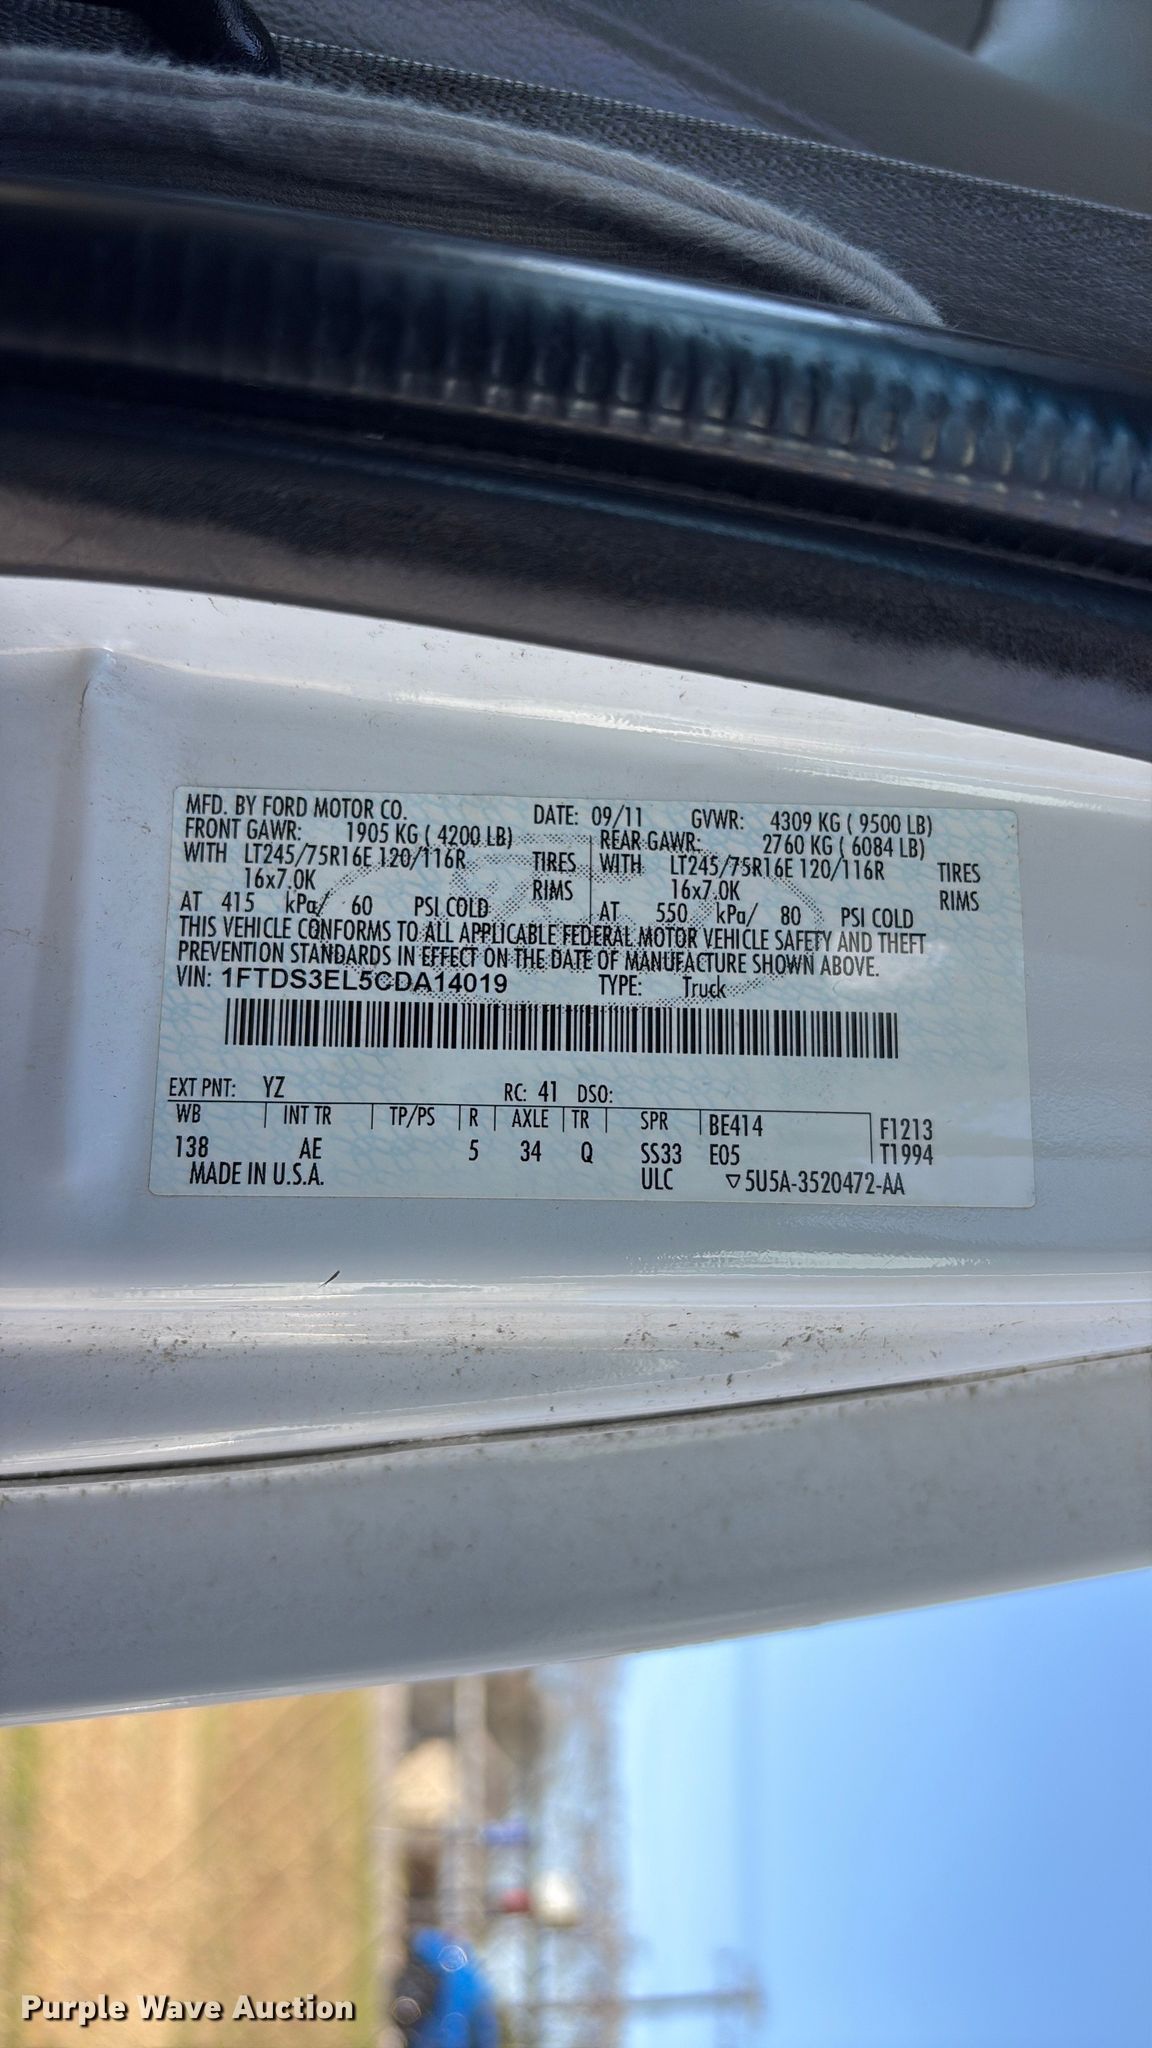 MFD. BY FORD MOTOR CO. DATE: 09/11 GVWR: 4309 KG ( 9500 LB)
FRONT GAWR: 1905 KG ( 4200 LB) REAR GAWR: 2760 KG ( 6084 LB)
WITH LT245/75R16E 120/116R TIRES WITH LT245/75R16E 120/116R TIRES
16x7.0K RIMS 16x7.0K RIMS
AT 415 kPa/ 60 PSI COLD AT 550 kPa/ 80 PSI COLD
THIS VEHICLE CONFORMS TO ALL APPLICABLE FEDERAL MOTOR VEHICLE SAFETY AND THEFT
PREVENTION STANDARDS IN EFFECT ON THE DATE OF MANUFACTURE SHOWN ABOVE.
VIN: 1FTDS3EL5CDA14019 TYPE: Truck
EXT PNT: YZ RC: 41 DSO:
WB INT TR TP/PS R AXLE TR SPR BE414 F1213
138 AE 5 34 Q SS33 E05 T1994
MADE IN U.S.A. ULC ▽5U5A-3520472-AA
Purple Wave Auction